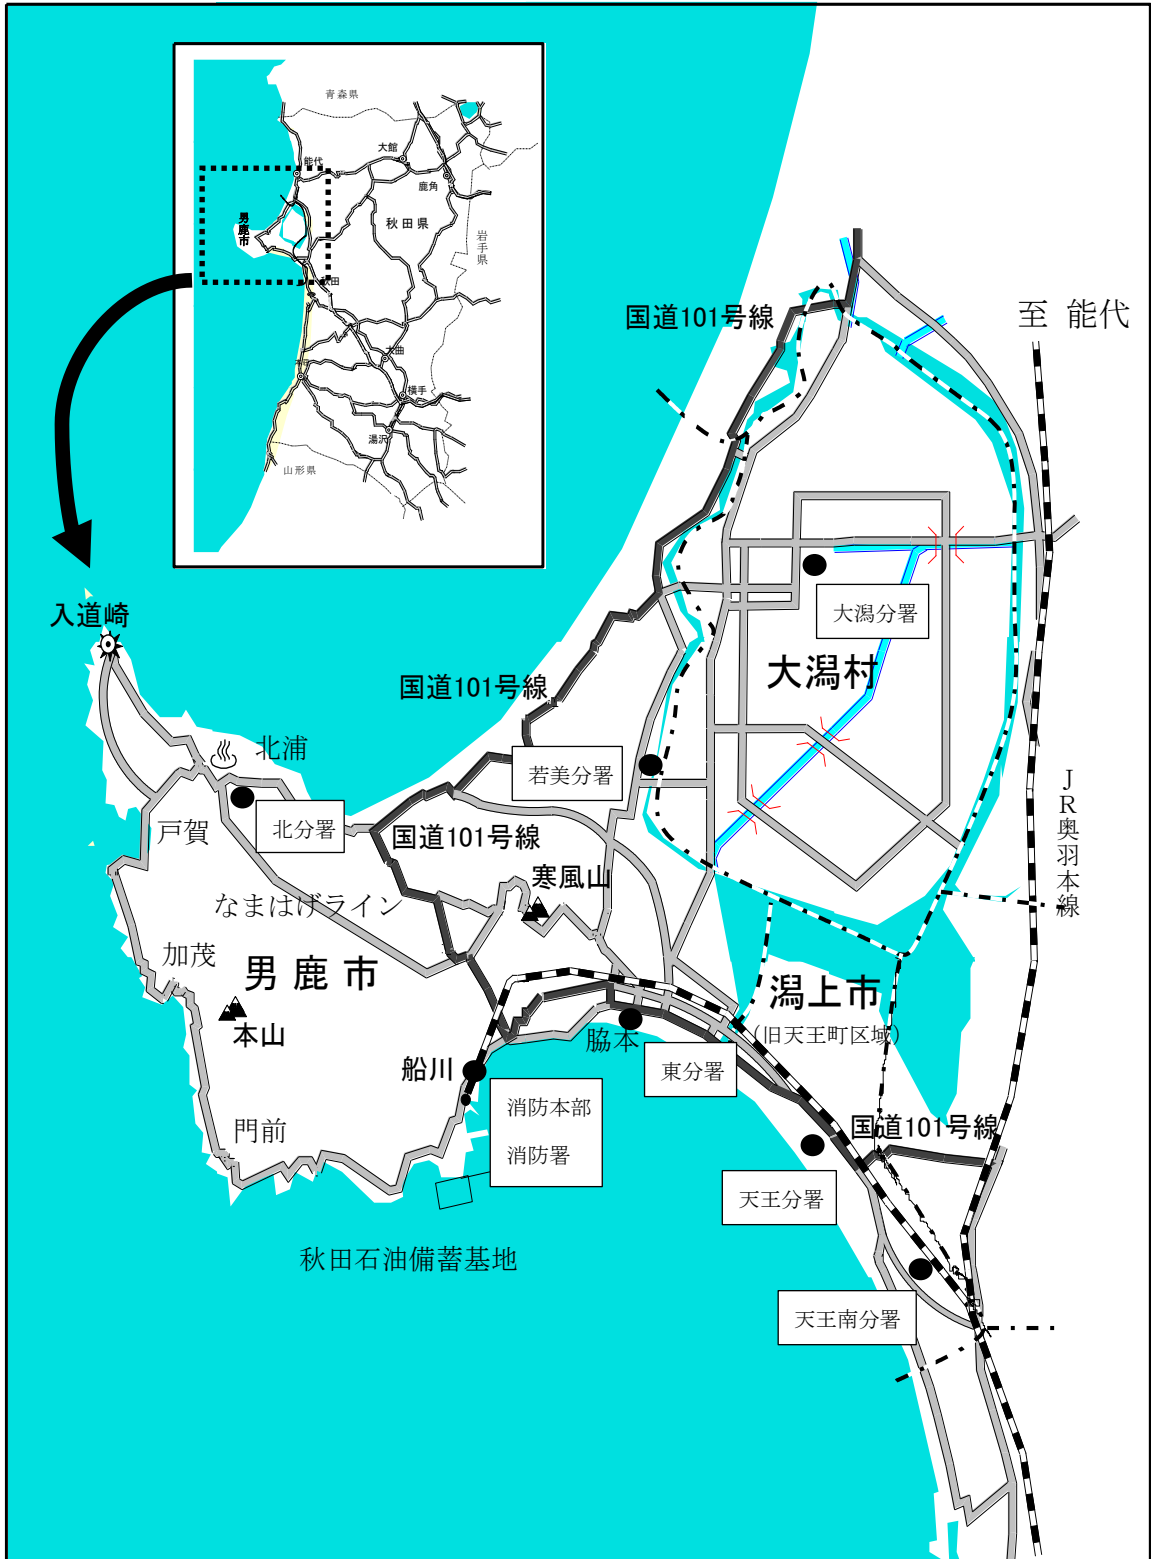 青森県
大館
能代
鹿角
男鹿市
秋田県
岩手県
秋田
大曲
横手
湯沢
山形県
国道101号線
至 能代
入道崎
大潟分署
大潟村
国道101号線
北浦
若美分署
北分署
戸賀
国道101号線
JR奥羽本線
寒風山
なまはげライン
加茂
男鹿市
潟上市
(旧天王町区域)
本山
脇本
船川
東分署
消防本部
消防署
門前
国道101号線
天王分署
秋田石油備蓄基地
天王南分署